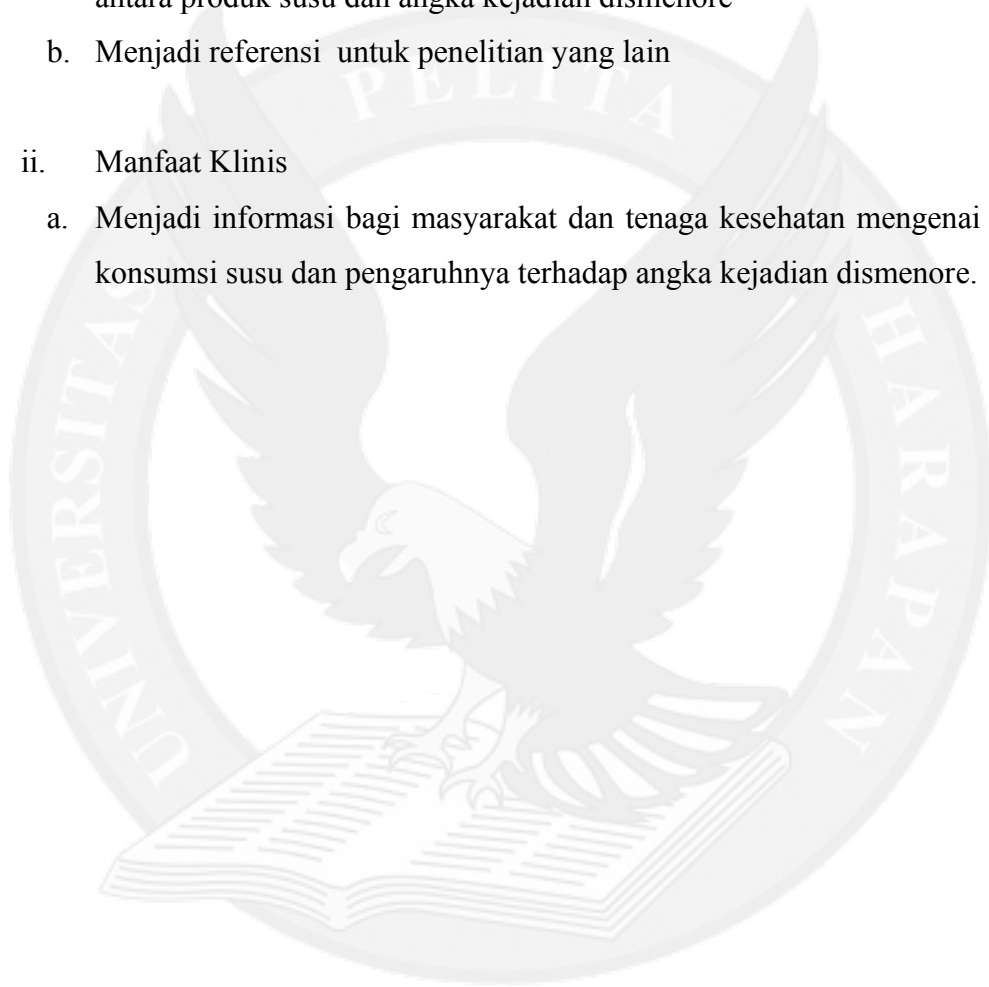 antara produk susu dan angka kejadian dismenore
b. Menjadi referensi untuk penelitian yang lain
ii. Manfaat Klinis
a. Menjadi informasi bagi masyarakat dan tenaga kesehatan mengenai
konsumsi susu dan pengaruhnya terhadap angka kejadian dismenore.
UNIVERSITAS PELITA HARAPAN